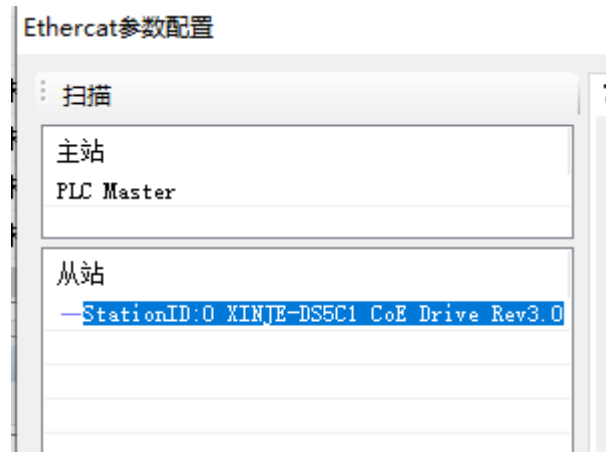 Ethercat参数配置
扫描
主站
PLC Master
从站
StationID:0 XINJE-DS5C1 CoE Drive Rev3.0